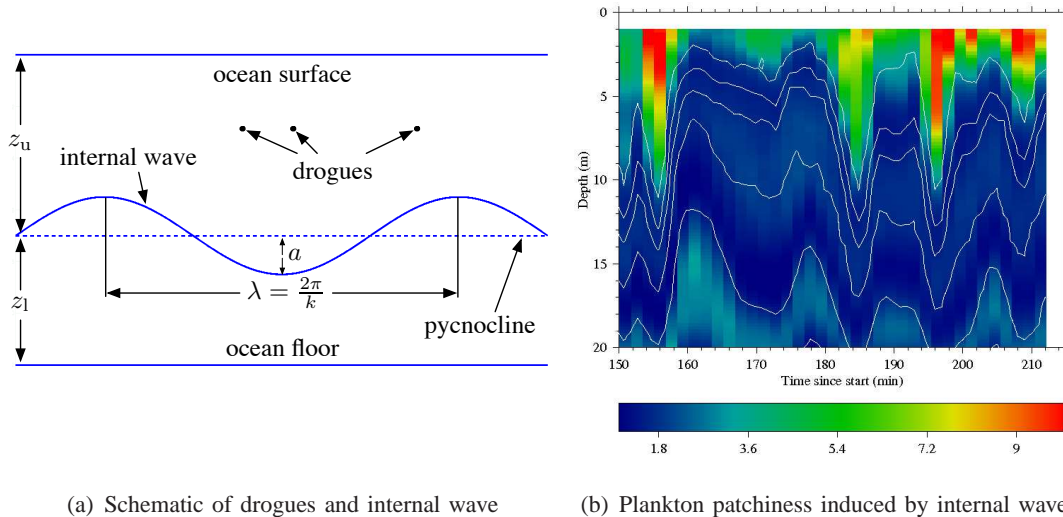 ocean surface
z_u
drogues
internal wave
a
z_l
λ = 2π/k
pycnocline
ocean floor
(a) Schematic of drogues and internal wave
0
5
10
15
20
Depth (m)
150 160 170 180 190 200 210
Time since start (min)
1.8 3.6 5.4 7.2 9
(b) Plankton patchiness induced by internal wave